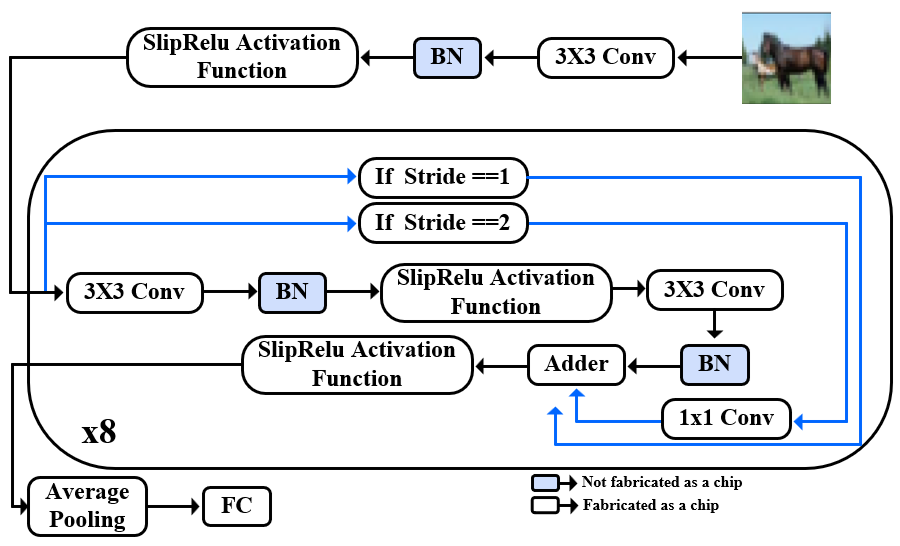 SlipRelu Activation
Function
BN
3X3 Conv
If Stride ==1
If Stride ==2
3X3 Conv
BN
SlipRelu Activation
Function
3X3 Conv
SlipRelu Activation
Function
Adder
BN
1x1 Conv
x8
Average
Pooling
FC
Not fabricated as a chip
Fabricated as a chip